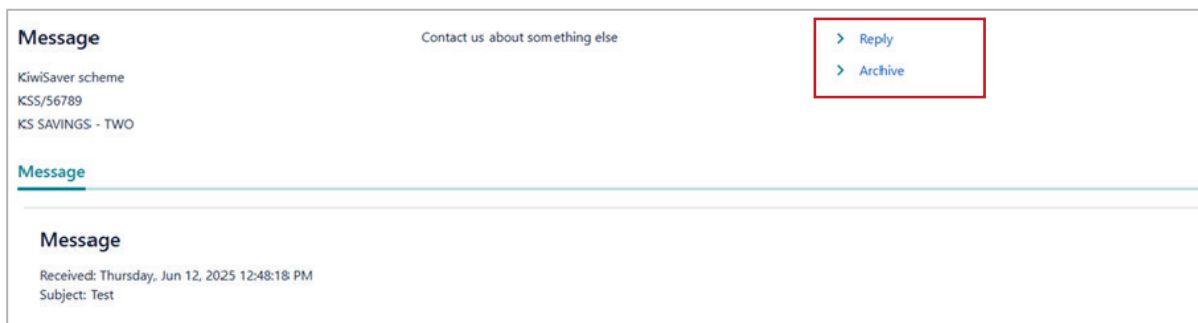 Message
KiwiSaver scheme
KSS/56789
KS SAVINGS - TWO
Contact us about something else
Reply
Archive
Message
Message
Received: Thursday, Jun 12, 2025 12:48:18 PM
Subject: Test